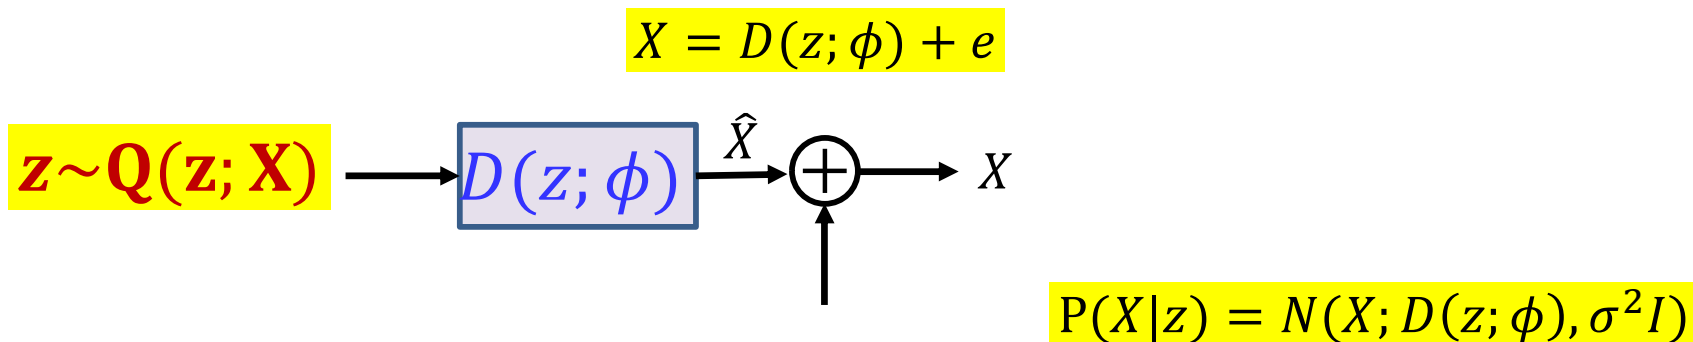 X = D(z; ϕ) + e
z~Q(z; X)
D(z; ϕ)
X̂
X
P(X|z) = N(X; D(z; ϕ), σ²I)